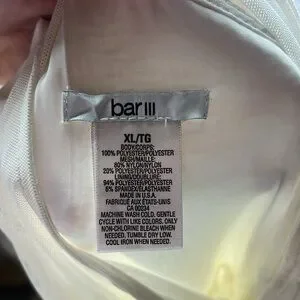 bar III
XL/TG
BODY/CORPS:
100% POLYESTER/POLYESTER
MESH/MAILLE:
80% NYLON/NYLON
20% POLYESTER/POLYESTER
LINING/DOUBLURE:
94% POLYESTER/POLYESTER
6% SPANDEX/ELASTHANNE
MADE IN U.S.A.
FABRIQUÉ AUX ÉTATS-UNIS
CA 00234
MACHINE WASH COLD, GENTLE
CYCLE WITH LIKE COLORS. ONLY
NON-CHLORINE BLEACH WHEN
NEEDED. TUMBLE DRY LOW.
COOL IRON WHEN NEEDED.